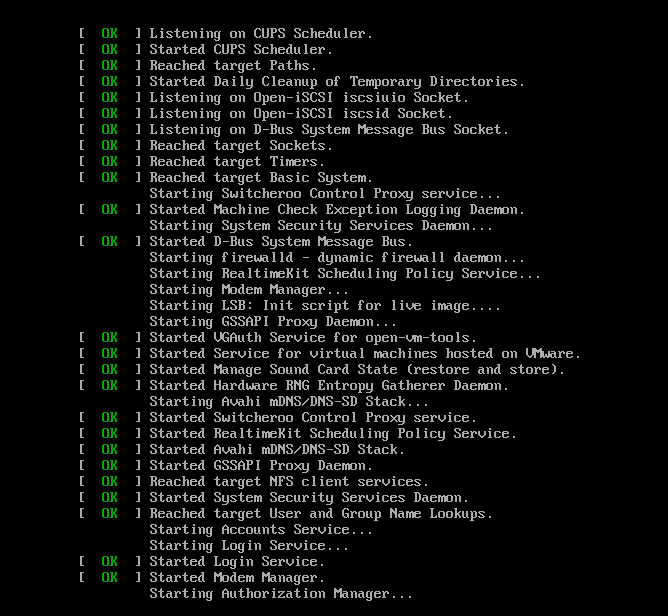 [  OK  ] Listening on CUPS Scheduler.
[  OK  ] Started CUPS Scheduler.
[  OK  ] Reached target Paths.
[  OK  ] Started Daily Cleanup of Temporary Directories.
[  OK  ] Listening on Open-iSCSI iscsiuio Socket.
[  OK  ] Listening on Open-iSCSI iscsid Socket.
[  OK  ] Listening on D-Bus System Message Bus Socket.
[  OK  ] Reached target Sockets.
[  OK  ] Reached target Timers.
[  OK  ] Reached target Basic System.
Starting Switcheroo Control Proxy service...
[  OK  ] Started Machine Check Exception Logging Daemon.
Starting System Security Services Daemon...
[  OK  ] Started D-Bus System Message Bus.
Starting firewalld - dynamic firewall daemon...
Starting RealtimeKit Scheduling Policy Service...
Starting Modem Manager...
Starting LSB: Init script for live image....
Starting GSSAPI Proxy Daemon...
[  OK  ] Started VGAuth Service for open-vm-tools.
[  OK  ] Started Service for virtual machines hosted on VMware.
[  OK  ] Started Manage Sound Card State (restore and store).
[  OK  ] Started Hardware RNG Entropy Gatherer Daemon.
Starting Avahi mDNS/DNS-SD Stack...
[  OK  ] Started Switcheroo Control Proxy service.
[  OK  ] Started RealtimeKit Scheduling Policy Service.
[  OK  ] Started Avahi mDNS/DNS-SD Stack.
[  OK  ] Started GSSAPI Proxy Daemon.
[  OK  ] Reached target NFS client services.
[  OK  ] Started System Security Services Daemon.
[  OK  ] Reached target User and Group Name Lookups.
Starting Accounts Service...
Starting Login Service...
[  OK  ] Started Login Service.
[  OK  ] Started Modem Manager.
Starting Authorization Manager...